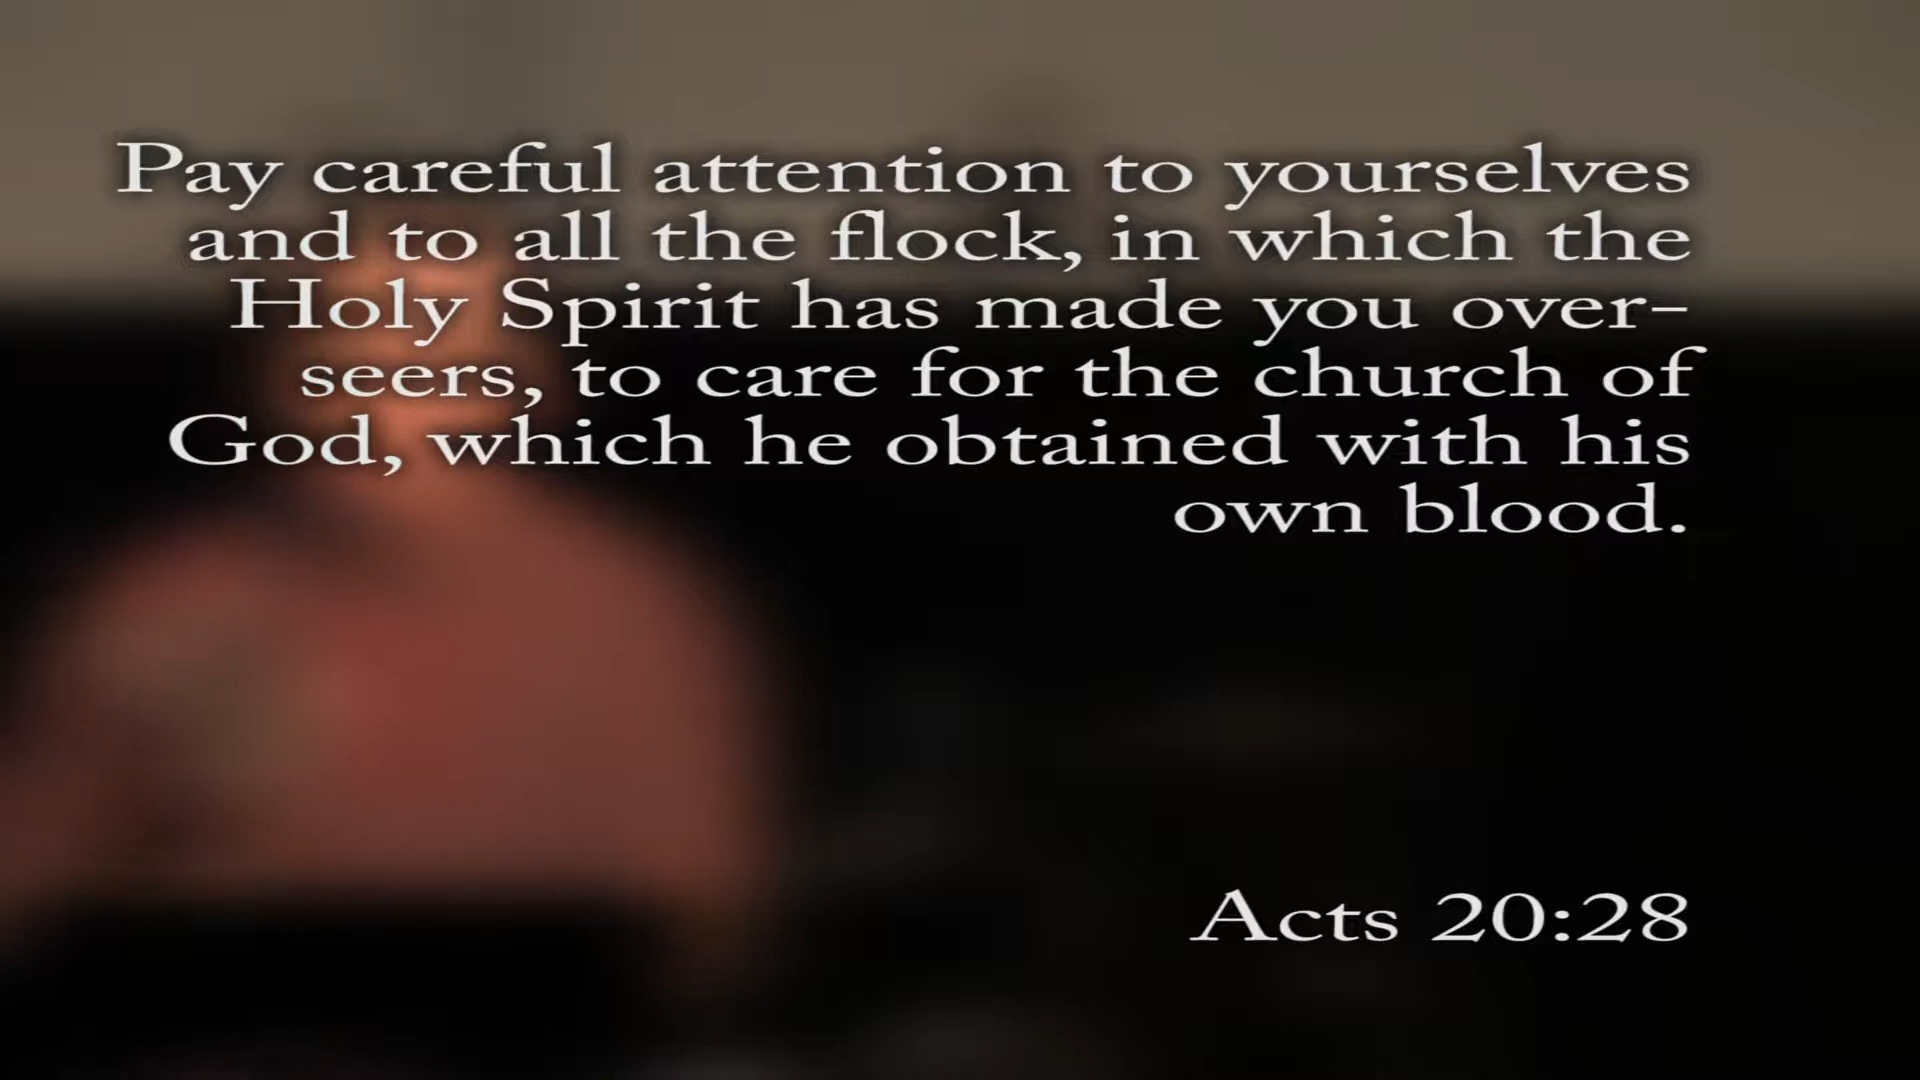 Pay careful attention to yourselves
and to all the flock, in which the
Holy Spirit has made you over-
seers, to care for the church of
God, which he obtained with his
own blood.
Acts 20:28